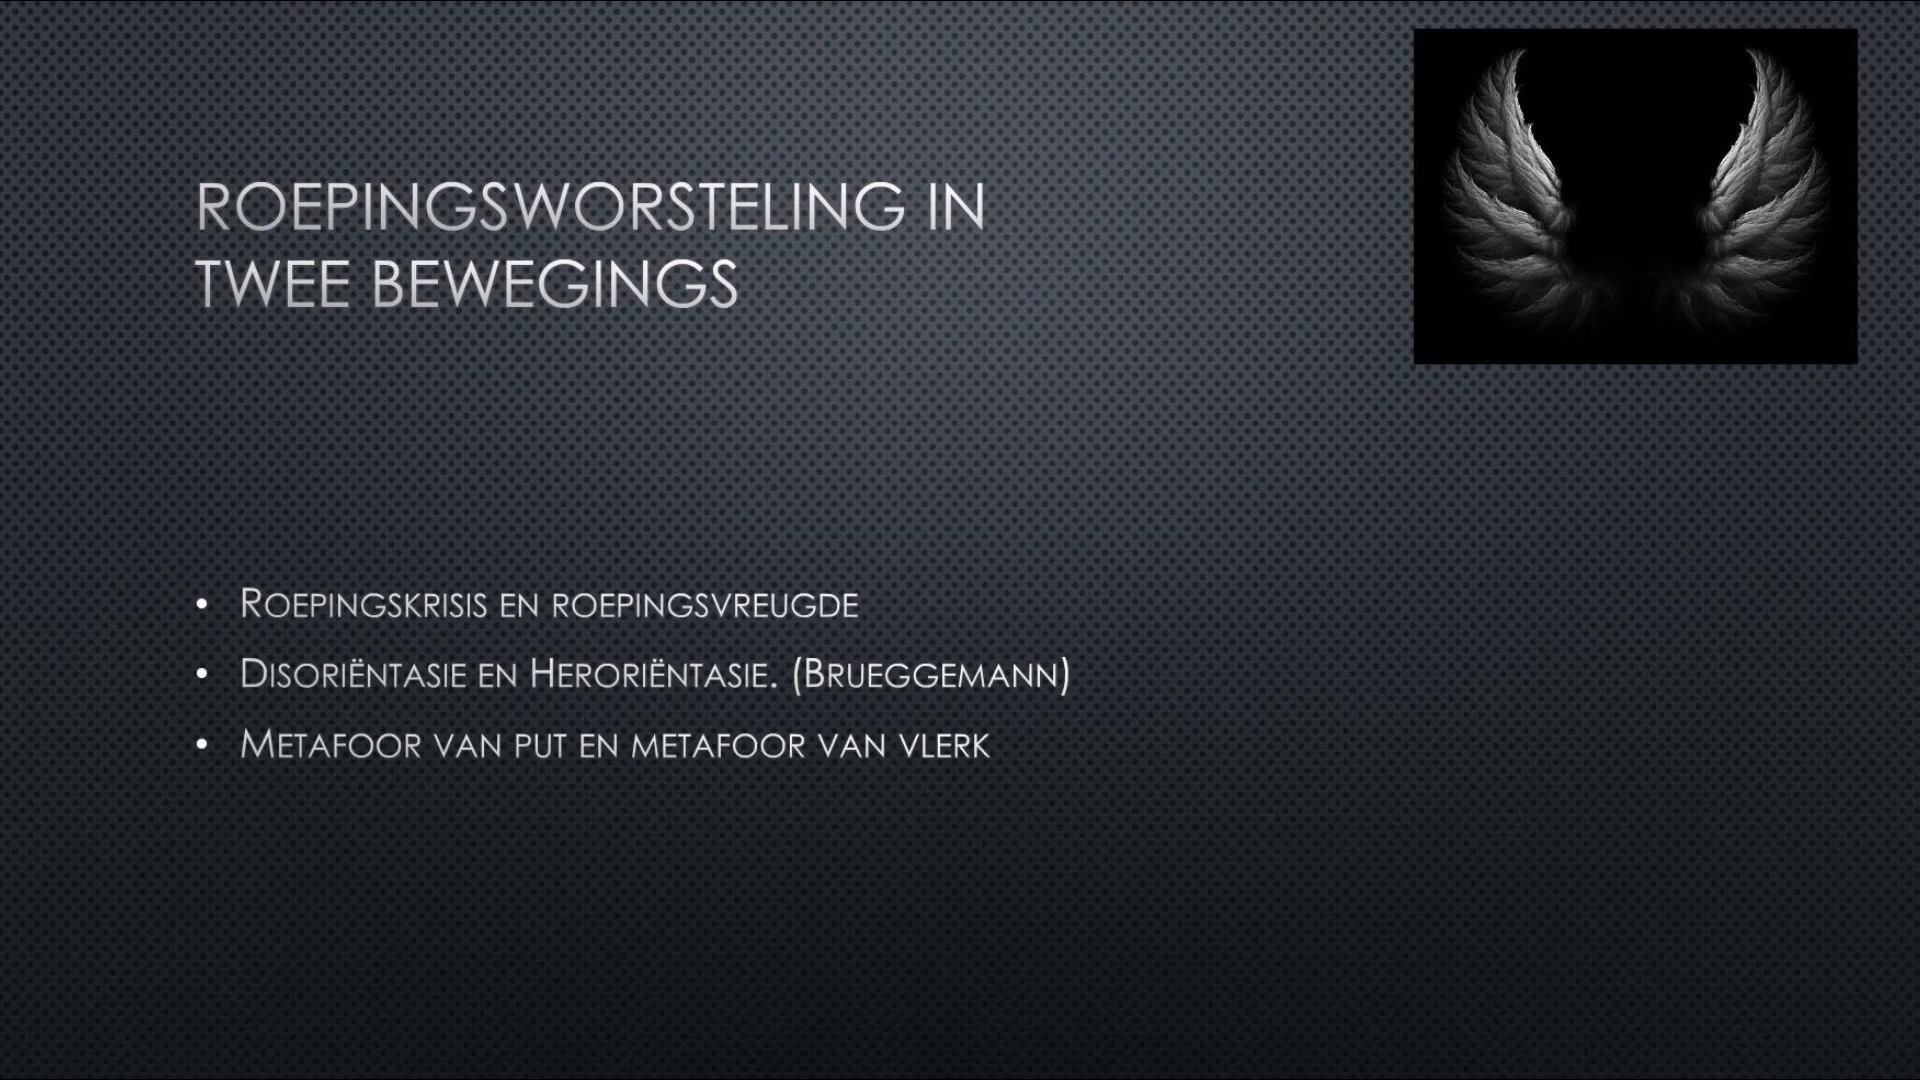 ROEPINGSWORSTELING IN
TWEE BEWEGINGS
• ROEPINGSKRISIS EN ROEPINGSVREUGDE
• DISORIËNTASIE EN HERORIËNTASIE. (BRUEGGEMANN)
• METAFOOR VAN PUT EN METAFOOR VAN VLERK